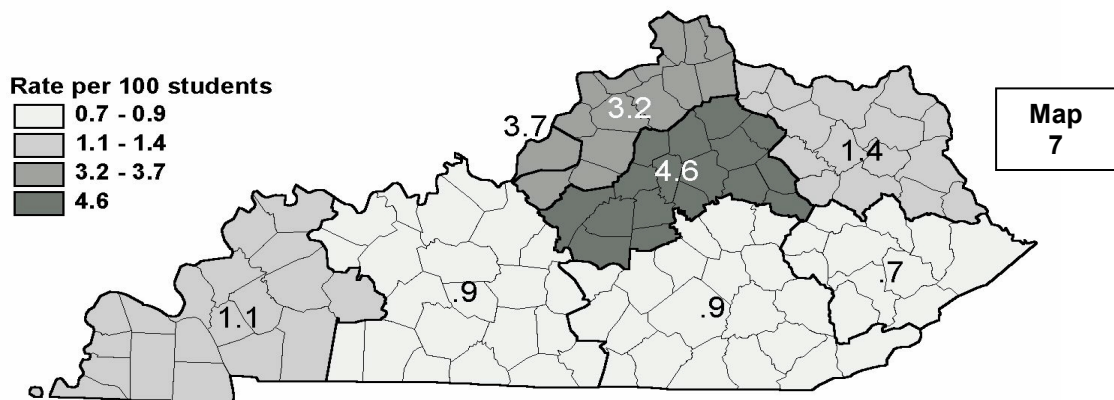 Rate per 100 students
0.7 - 0.9
1.1 - 1.4
3.2 - 3.7
4.6
Map
7
3.2
3.7
1.4
4.6
.7
.9
.9
1.1